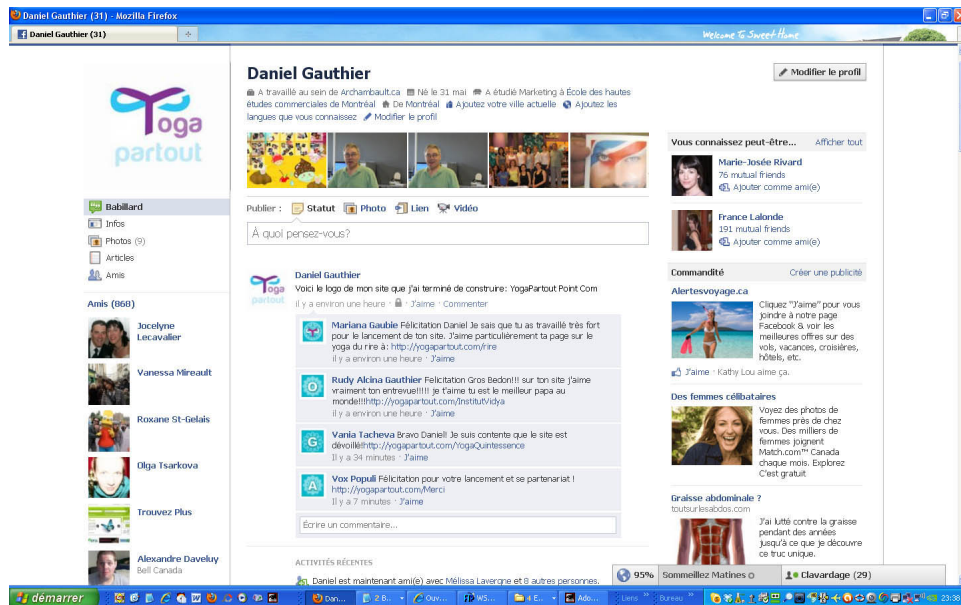 Daniel Gauthier (31) - Mozilla Firefox
Daniel Gauthier (31)
Welcome To Sweet Home
Yoga
partout
Babillard
Infos
Photos (9)
Articles
Amis
Amis (868)
Jocelyne
Lecavalier
Vanessa Mireault
Roxane St-Gelais
Olga Tsarkova
Trouvez Plus
Alexandre Daveluy
Bell Canada
Daniel Gauthier
Modifier le profil
A travaillé au sein de Archambault.ca Né le 31 mai A étudié Marketing à École des hautes
études commerciales de Montréal De Montréal Ajoutez votre ville actuelle Ajoutez les
langues que vous connaissez Modifier le profil
Publier : Statut Photo Lien Vidéo
À quoi pensez-vous?
Yoga
partout
Daniel Gauthier
Voici le logo de mon site que j'ai terminé de construire: YogaPartout Point Com
il y a environ une heure · J'aime · Commenter
Mariana Gaubie Félicitation Daniel Je sais que tu as travaillé très fort
pour le lancement de ton site. J'aime particulièrement ta page sur le
yoga du rire à: http://yogapartout.com/rire
il y a environ une heure · J'aime
O
Rudy Alcina Gauthier Felicitation Gros Bedon!!! sur ton site j'aime
vraiment ton entrevue!!!!! je t'aime tu est le meilleur papa au
monde!!!http://yogapartout.com/InstitutVidya
il y a environ une heure · J'aime
G
Vania Tacheva Bravo Daniel! Je suis contente que le site est
dévoilé!http://yogapartout.com/YogaQuintessence
Il y a 34 minutes · J'aime
A
Vox Populi Félicitation pour votre lancement et se partenariat !
http://yogapartout.com/Merci
Il y a 7 minutes · J'aime
Écrire un commentaire...
ACTIVITÉS RÉCENTES
Daniel est maintenant ami(e) avec Mélissa Lavergne et 8 autres personnes.
Vous connaissez peut-être... Afficher tout
Marie-Josée Rivard
76 mutual friends
Ajouter comme ami(e)
France Lalonde
191 mutual friends
Ajouter comme ami(e)
Commandité Créer une publicité
Alertesvoyage.ca
Cliquez "J'aime" pour vous
joindre à notre page
Facebook & voir les
meilleures offres sur des
vols, vacances, croisières,
hôtels, etc.
J'aime · Kathy Lou aime ça.
Des femmes célibataires
Voyez des photos de
femmes près de chez
vous. Des milliers de
femmes joignent
Match.com™ Canada
chaque mois. Explorez
C'est gratuit
Graisse abdominale ?
toutsurlesabdos.com
J'ai lutté contre la graisse
pendant des années
jusqu'à ce que je découvre
ce truc unique.
95% Sommeillez Matines
Clavardage (29)
démarrer
Dan...
2 B...
Ouv...
WS...
4 E...
Ado...
Liens
Bureau
23:38